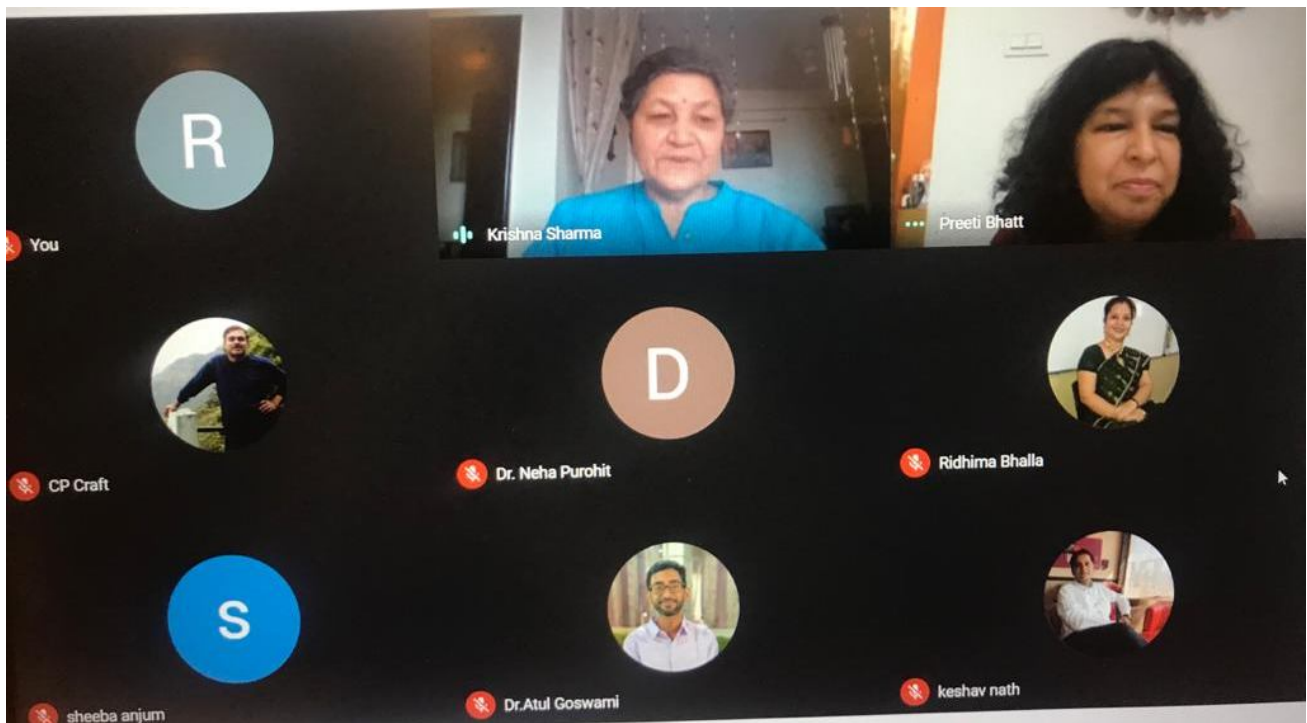 R
You
Krishna Sharma
Preeti Bhatt
CP Craft
D
Dr. Neha Purohit
Ridhima Bhalla
S
sheeba anjum
Dr.Atul Goswami
keshav nath